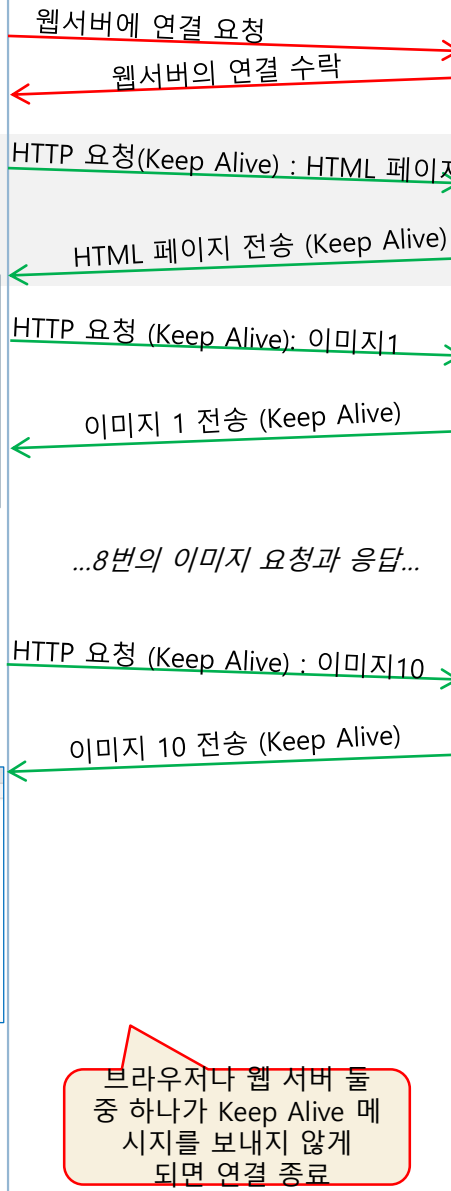 웹서버에 연결 요청
웹서버의 연결 수락
HTTP 요청(Keep Alive) : HTML 페이지
HTML 페이지 전송 (Keep Alive)
HTTP 요청 (Keep Alive): 이미지1
이미지 1 전송 (Keep Alive)
...8번의 이미지 요청과 응답...
HTTP 요청 (Keep Alive) : 이미지10
이미지 10 전송 (Keep Alive)
브라우저나 웹 서버 둘
중 하나가 Keep Alive 메
시지를 보내지 않게
되면 연결 종료